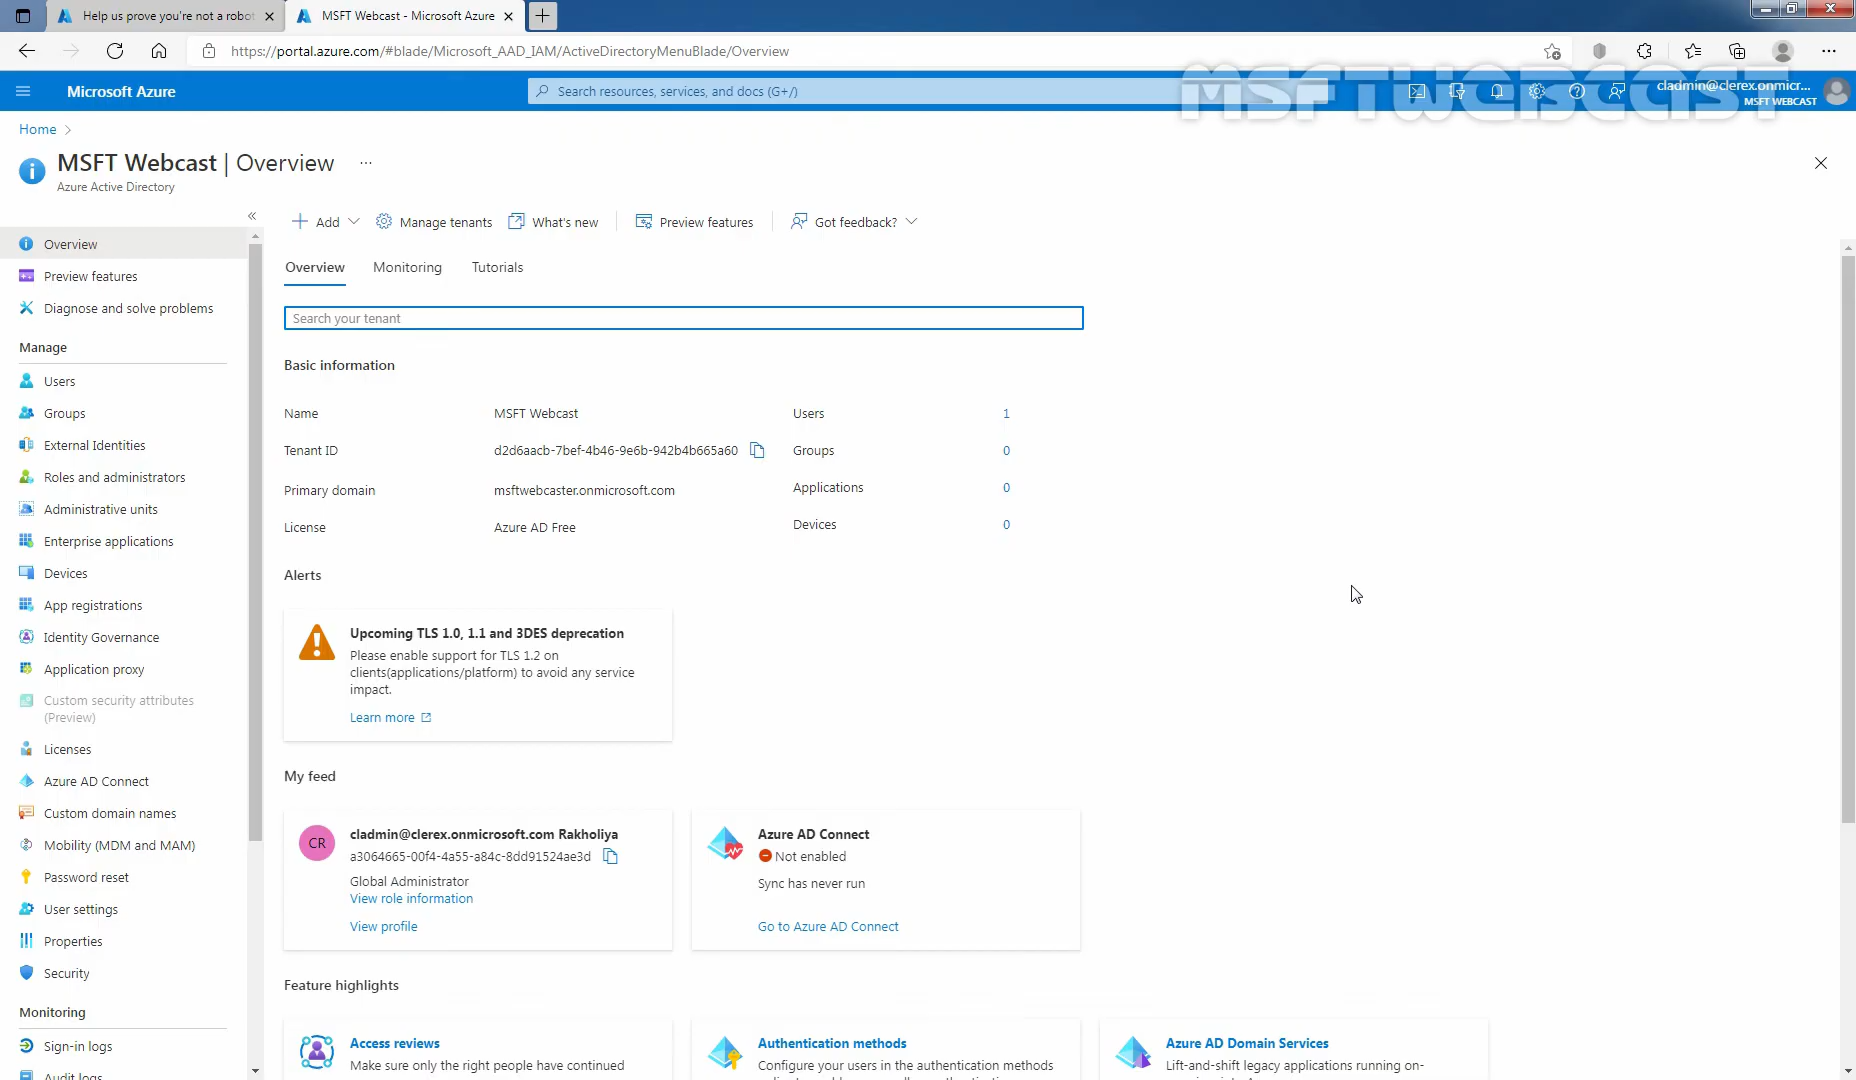 Help us prove you're not a robot
MSFT Webcast - Microsoft Azure
https://portal.azure.com/#blade/Microsoft_AAD_IAM/ActiveDirectoryMenuBlade/Overview
Microsoft Azure
Search resources, services, and docs (G+/)
cladmin@clerex.onmicr...
MSFT WEBCAST
MSFTWEBCAST
Home
MSFT Webcast | Overview
Azure Active Directory
Add
Manage tenants
What's new
Preview features
Got feedback?
Overview
Preview features
Diagnose and solve problems
Manage
Users
Groups
External Identities
Roles and administrators
Administrative units
Enterprise applications
Devices
App registrations
Identity Governance
Application proxy
Custom security attributes
(Preview)
Licenses
Azure AD Connect
Custom domain names
Mobility (MDM and MAM)
Password reset
User settings
Properties
Security
Monitoring
Sign-in logs
Audit logs
Overview
Monitoring
Tutorials
Search your tenant
Basic information
Name MSFT Webcast Users 1
Tenant ID d2d6aacb-7bef-4b46-9e6b-942b4b665a60 Groups 0
Primary domain msftwebcaster.onmicrosoft.com Applications 0
License Azure AD Free Devices 0
Alerts
Upcoming TLS 1.0, 1.1 and 3DES deprecation
Please enable support for TLS 1.2 on
clients(applications/platform) to avoid any service
impact.
Learn more
My feed
CR
cladmin@clerex.onmicrosoft.com Rakholiya
a3064665-00f4-4a55-a84c-8dd91524ae3d
Global Administrator
View role information
View profile
Azure AD Connect
Not enabled
Sync has never run
Go to Azure AD Connect
Feature highlights
Access reviews
Make sure only the right people have continued
Authentication methods
Configure your users in the authentication methods
Azure AD Domain Services
Lift-and-shift legacy applications running on-